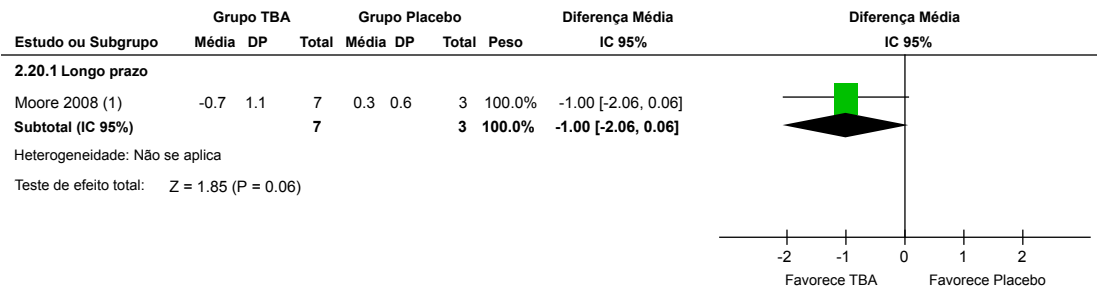 Grupo TBA Grupo Placebo Diferença Média Diferença Média
Estudo ou Subgrupo Média DP Total Média DP Total Peso IC 95% IC 95%
2.20.1 Longo prazo
Moore 2008 (1) -0.7 1.1 7 0.3 0.6 3 100.0% -1.00 [-2.06, 0.06]
Subtotal (IC 95%) 7 3 100.0% -1.00 [-2.06, 0.06]
Heterogeneidade: Não se aplica
Teste de efeito total: Z = 1.85 (P = 0.06)
-2 -1 0 1 2
Favorece TBA Favorece Placebo